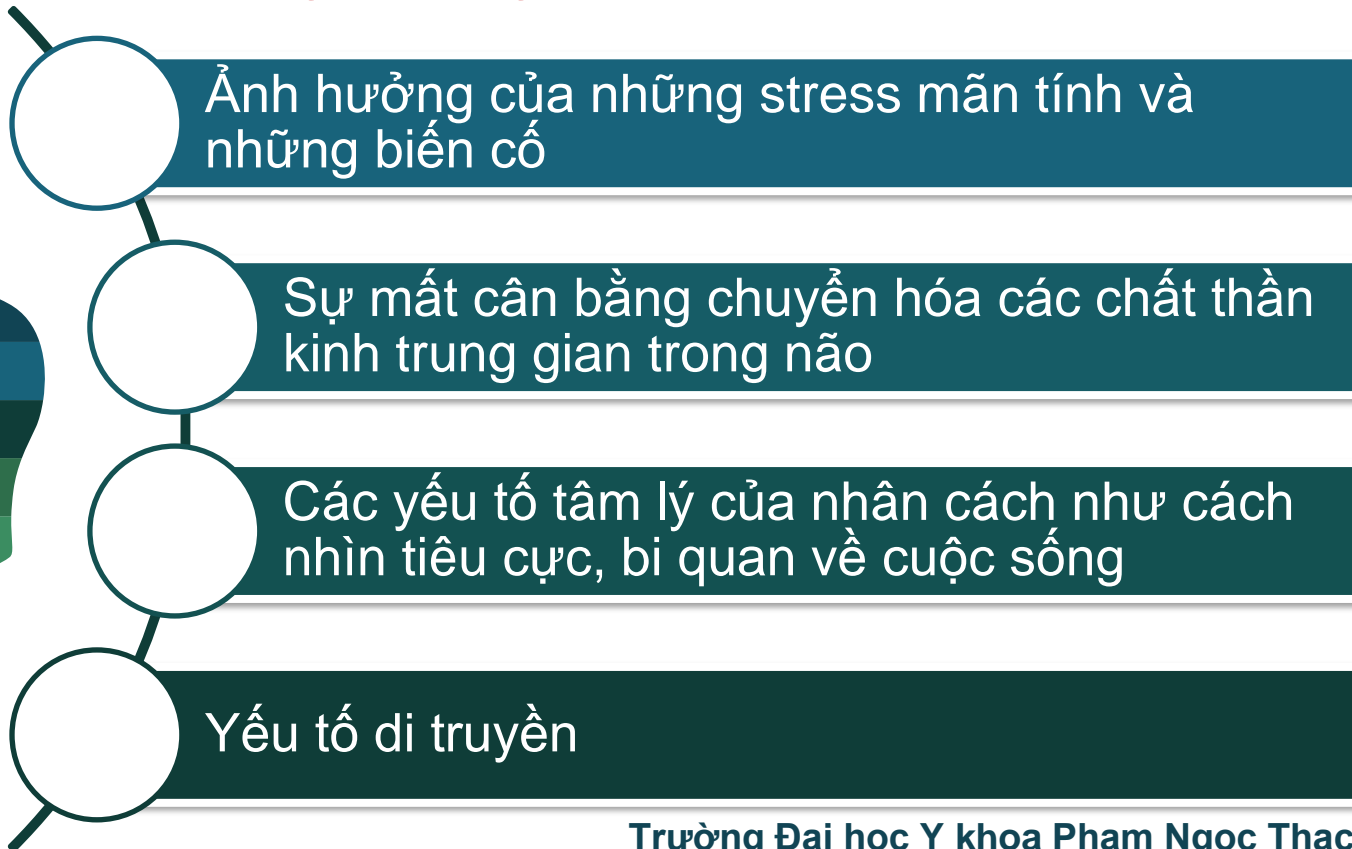 Ảnh hưởng của những stress mãn tính và
những biến cố
Sự mất cân bằng chuyển hóa các chất thần
kinh trung gian trong não
Các yếu tố tâm lý của nhân cách như cách
nhìn tiêu cực, bi quan về cuộc sống
Yếu tố di truyền
Trường Đại học Y khoa Phạm Ngọc Thạc